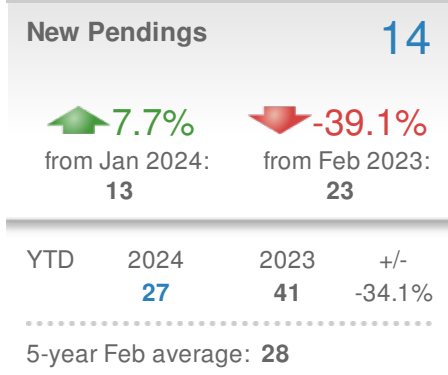 New Pendings 14
7.7% -39.1%
from Jan 2024: from Feb 2023:
13 23
YTD 2024 2023 +/-
27 41 -34.1%
5-year Feb average: 28